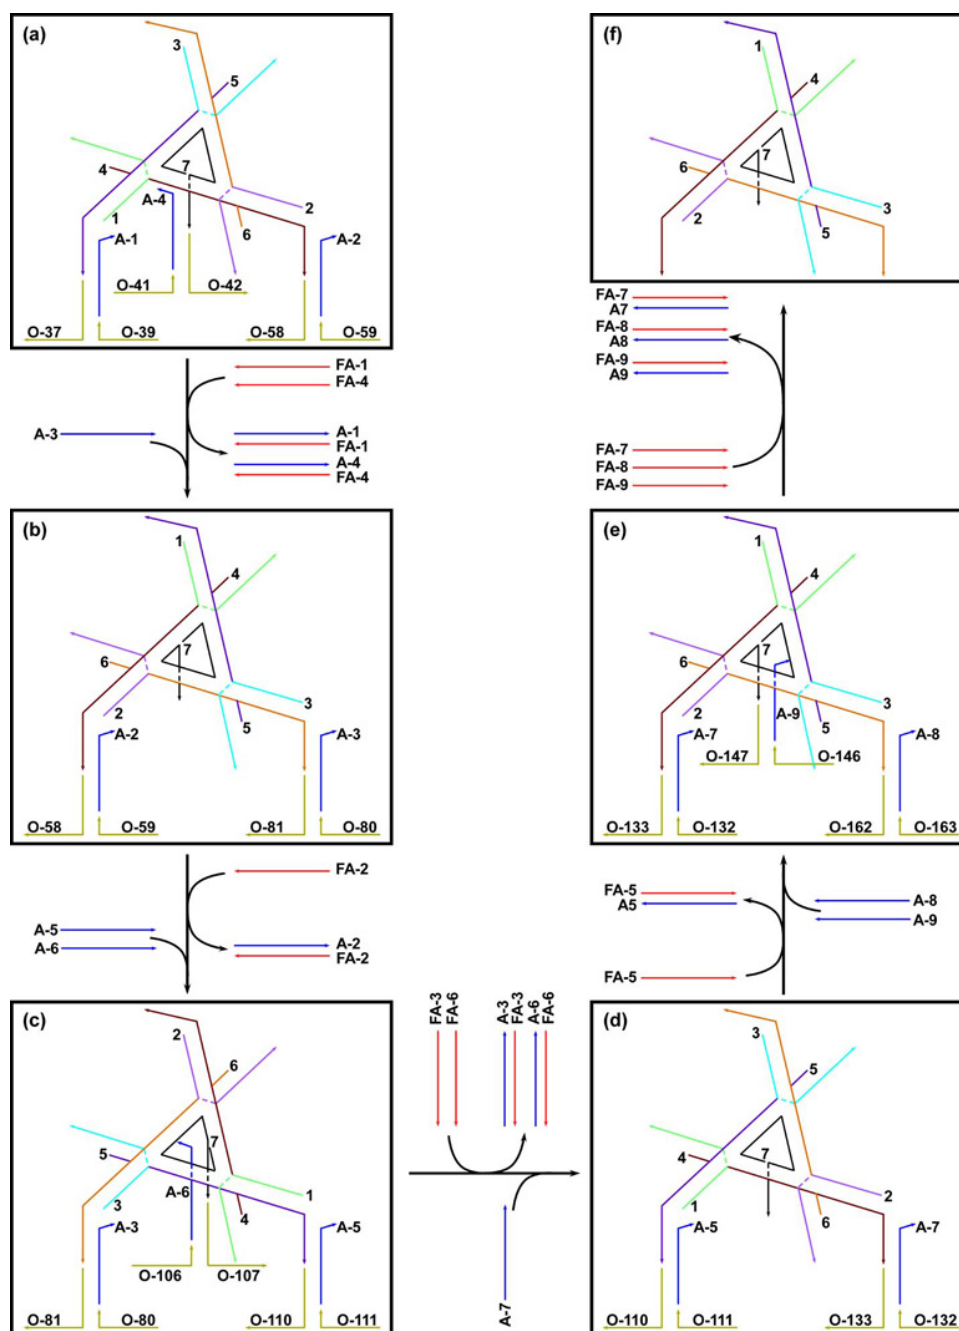 (a)
3
5
4
7
1
A-4
2
6
A-1
A-2
O-41
O-42
O-37
O-39
O-58
O-59
FA-1
FA-4
A-3
A-1
FA-1
A-4
FA-4
(b)
1
4
7
6
2
3
5
A-2
A-3
O-58
O-59
O-81
O-80
FA-2
A-5
A-6
A-2
FA-2
(c)
2
6
7
5
A-6
3
1
4
A-3
A-5
O-106
O-107
O-81
O-80
O-110
O-111
FA-3
FA-6
A-3
FA-3
A-6
FA-6
A-7
(d)
3
5
4
7
1
2
6
A-5
A-7
O-110
O-111
O-133
O-132
FA-5
A5
A-8
A-9
FA-5
(e)
1
4
7
6
2
3
A-9
5
A-7
A-8
O-147
O-146
O-133
O-132
O-162
O-163
FA-7
A7
FA-8
A8
FA-9
A9
FA-7
FA-8
FA-9
(f)
1
4
7
6
2
3
5